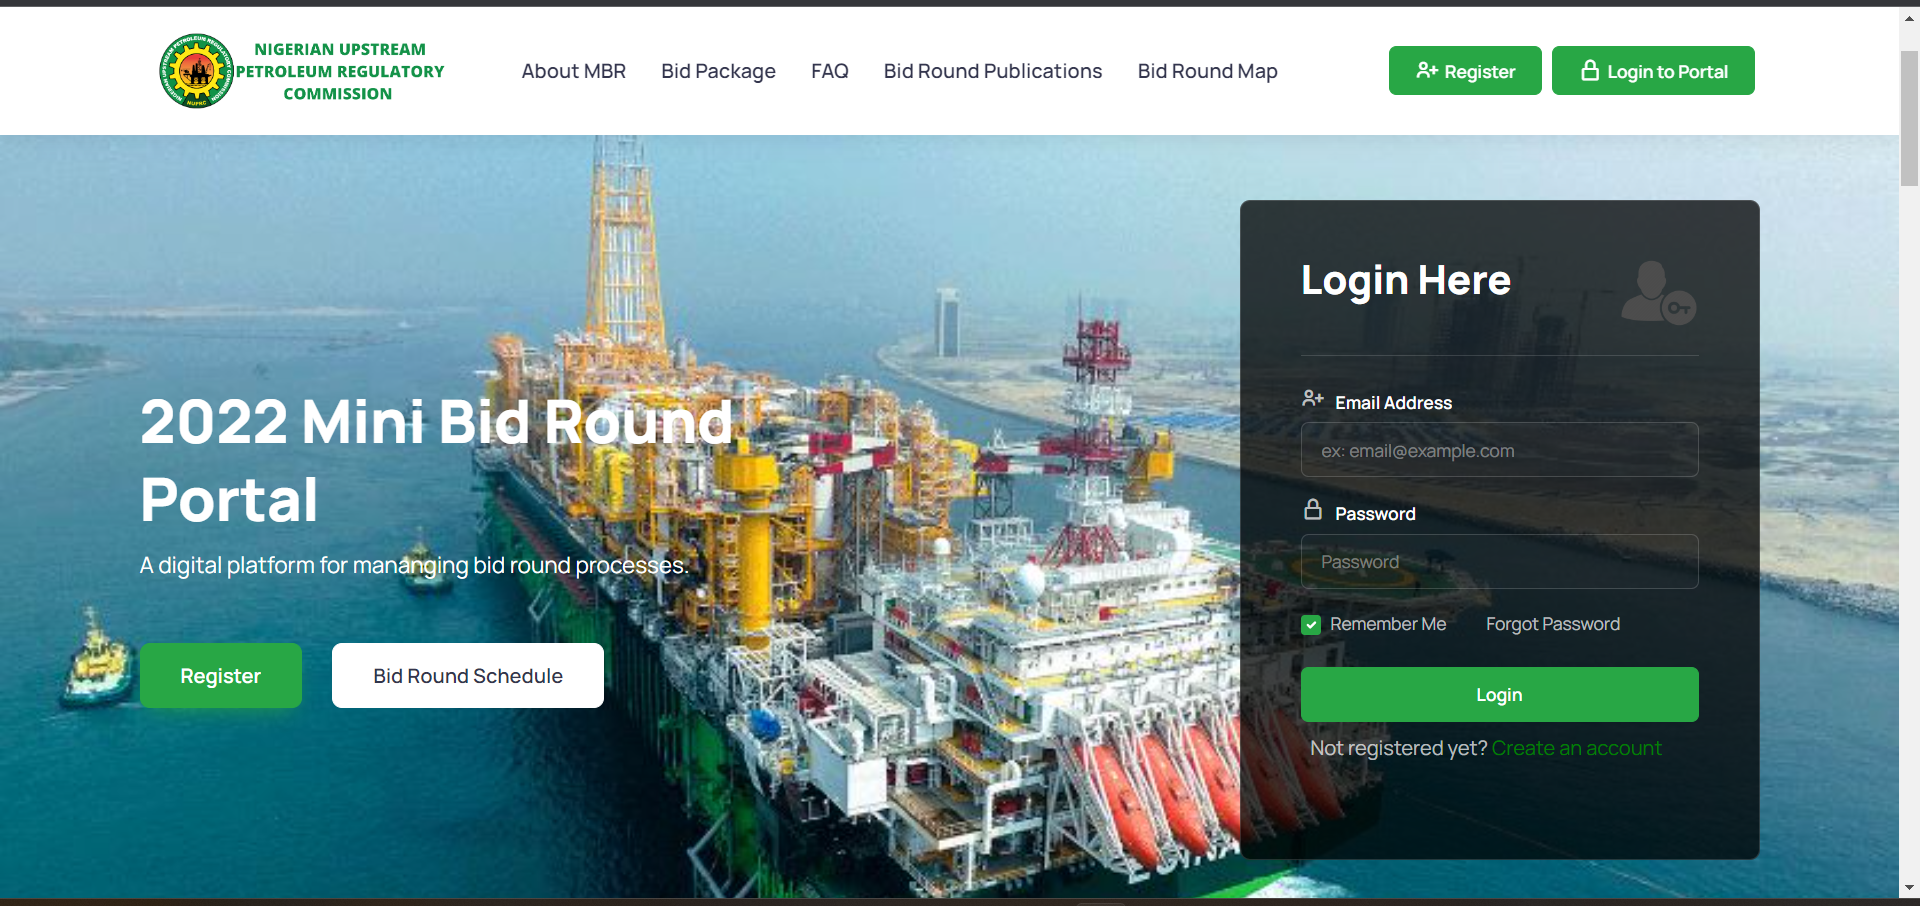 NIGERIAN UPSTREAM
PETROLEUM REGULATORY
COMMISSION
About MBR
Bid Package
FAQ
Bid Round Publications
Bid Round Map
Register
Login to Portal
2022 Mini Bid Round
Portal
A digital platform for mananging bid round processes.
Register
Bid Round Schedule
Login Here
Email Address
ex: email@example.com
Password
Password
Remember Me
Forgot Password
Login
Not registered yet? Create an account